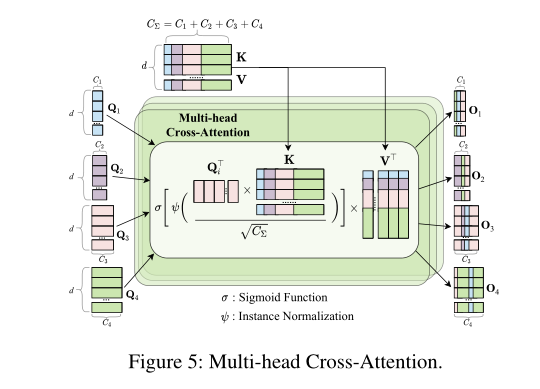 C_Σ = C_1 + C_2 + C_3 + C_4
d K
V
C_1 C_1
d Q_1 O_1
Multi-head
Cross-Attention
C_2 C_2
d Q_2 O_2
Q_i^⊤ K V^⊤
σ [ ψ ( × / √C_Σ ) ] ×
d Q_3 O_3
C_3 C_3
d Q_4 O_4
C_4 C_4
σ : Sigmoid Function
ψ : Instance Normalization
Figure 5: Multi-head Cross-Attention.